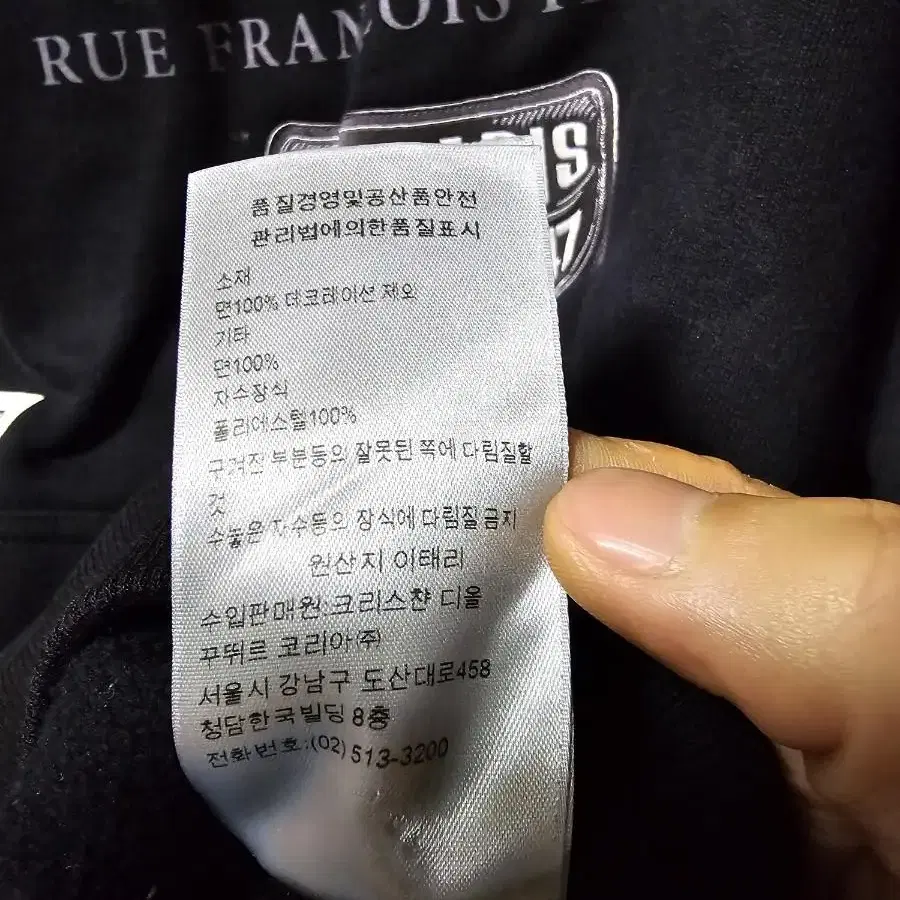 RUE FRANÇOIS
DIS
47
품질경영및공산품안전
관리법에의한품질표시
소재
면100% 데코레이션 제외
기타
면100%
자수장식
폴리에스텔100%
구겨진 부분등의 잘못된 쪽에 다림질할
것
수놓은 자수등의 장식에 다림질금지
원산지 이태리
수입판매원:크리스챤 디올
꾸뛰르 코리아(주)
서울시 강남구 도산대로458
청담한국빌딩 8층
전화번호:(02)513-3200